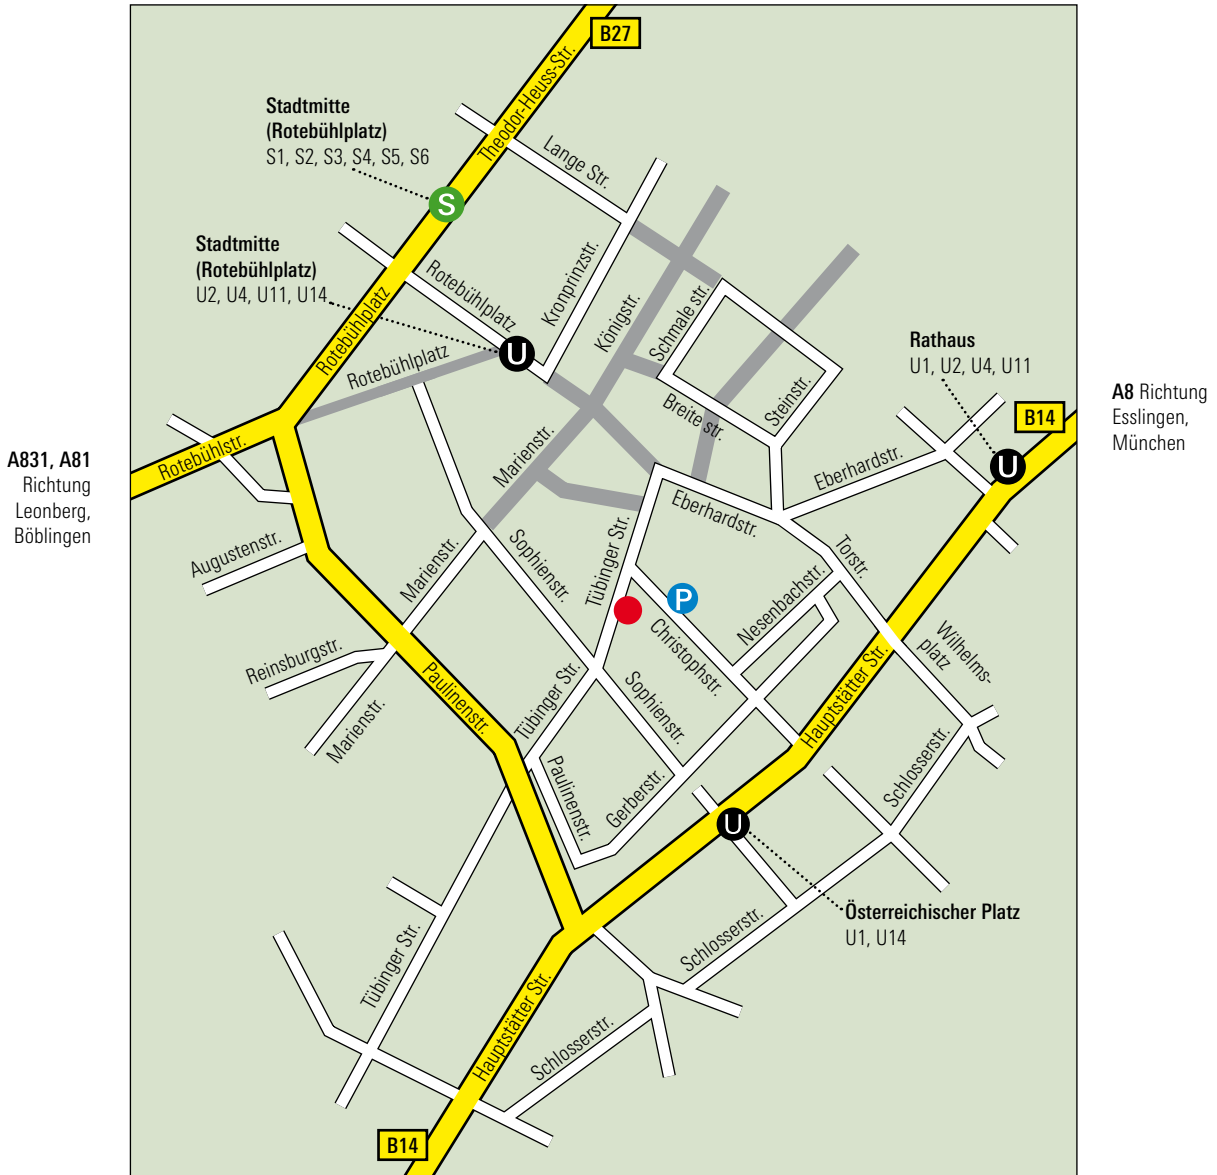 B27
Theodor-Heuss-Str.
Stadtmitte
(Rotebühlplatz)
S1, S2, S3, S4, S5, S6
S
Lange Str.
Stadtmitte
(Rotebühlplatz)
U2, U4, U11, U14
Rotebühlplatz
Kronprinzstr.
Königstr.
Schmale str.
Rotebühlplatz
U
Rotebühlplatz
Steinstr.
Breite str.
Rathaus
U1, U2, U4, U11
B14
U
A8 Richtung
Esslingen,
München
A831, A81
Richtung
Leonberg,
Böblingen
Rotebühlstr.
Marienstr.
Eberhardstr.
Eberhardstr.
Augustenstr.
Marienstr.
Sophienstr.
Tübinger Str.
Torstr.
P
Nesenbachstr.
Christophstr.
Wilhelms-
platz
Reinsburgstr.
Marienstr.
Paulinenstr.
Tübinger Str.
Sophienstr.
Hauptstätter Str.
Paulinenstr.
Gerberstr.
Schlosserstr.
U
Österreichischer Platz
U1, U14
Tübinger Str.
Schlosserstr.
Hauptstätter Str.
Schlosserstr.
B14